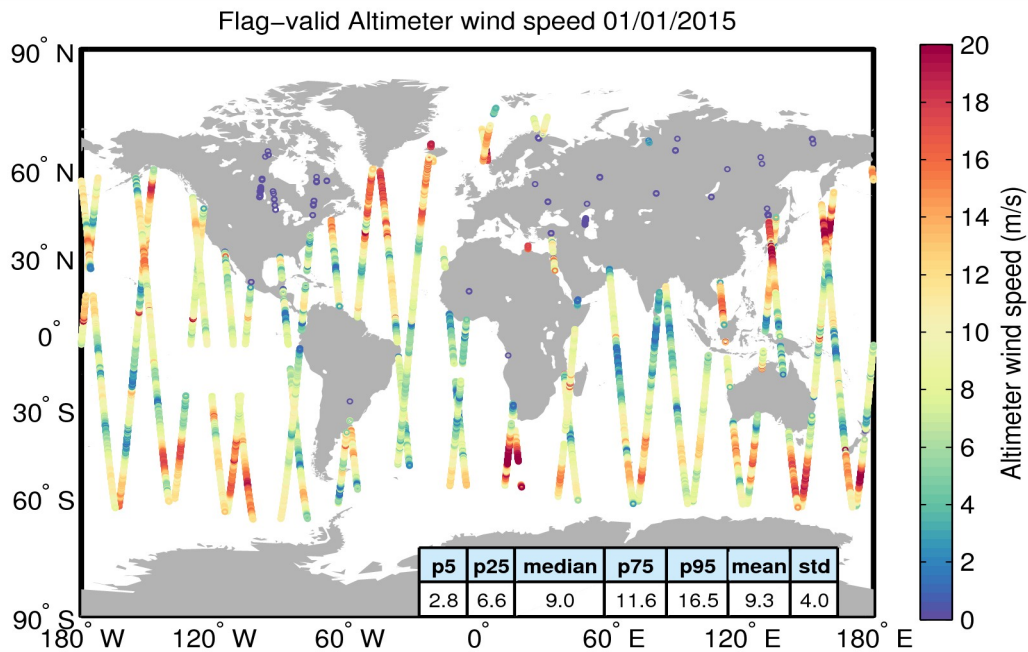 Flag-valid Altimeter wind speed 01/01/2015
90° N
60° N
30° N
0°
30° S
60° S
90° S
180° W
120° W
60° W
0°
60° E
120° E
180° E
p5 p25 median p75 p95 mean std
2.8 6.6 9.0 11.6 16.5 9.3 4.0
20
18
16
14
12
10
8
6
4
2
0
Altimeter wind speed (m/s)